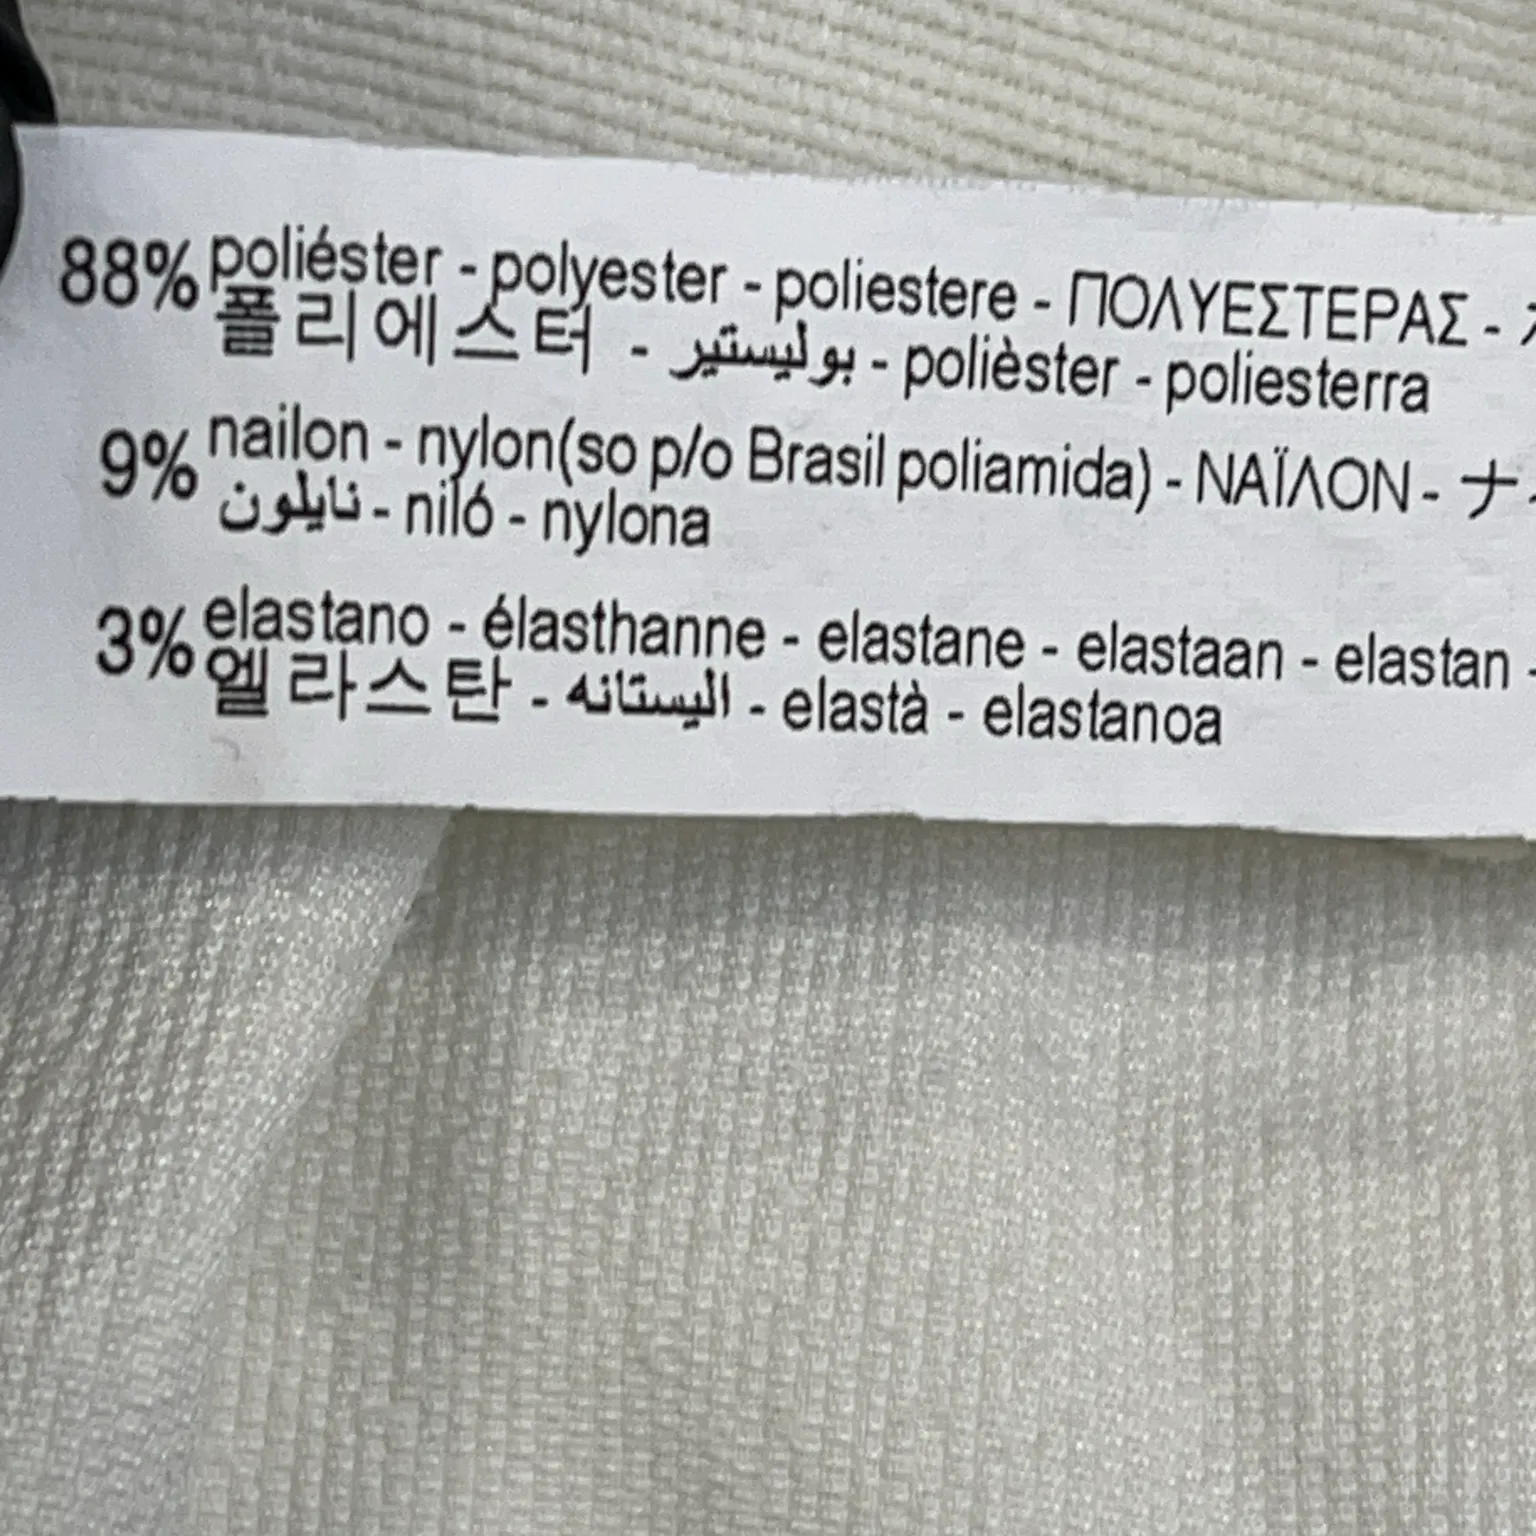 88% poliéster - polyester - poliestere - ΠΟΛΥΕΣΤΕΡΑΣ -
폴리에스터 - بوليستير - polièster - poliesterra
9% nailon - nylon(so p/o Brasil poliamida) - ΝΑΪΛΟΝ - ナ
نايلون - niló - nylona
3% elastano - élasthanne - elastane - elastaan - elastan -
엘라스탄 - اليستانه - elastà - elastanoa